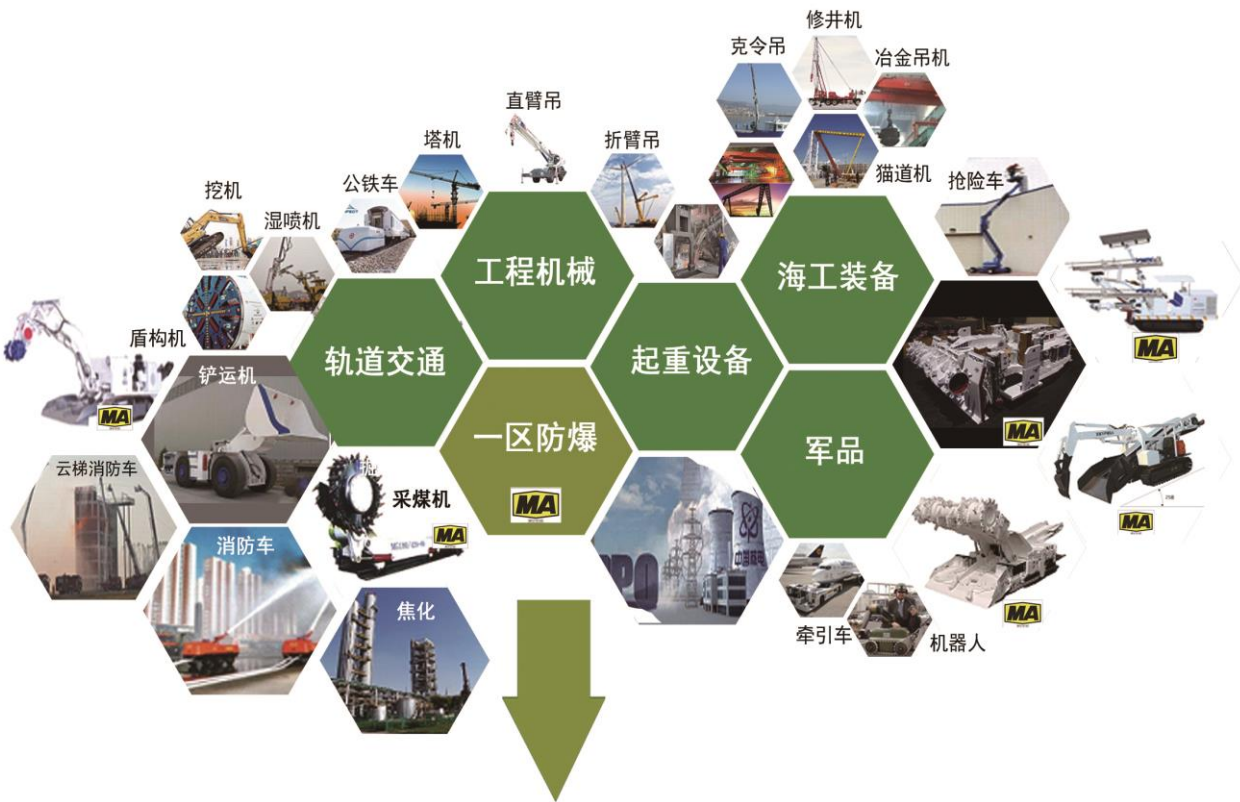 修井机
克令吊
冶金吊机
直臂吊
折臂吊
塔机
猫道机
公铁车
抢险车
挖机
湿喷机
工程机械
海工装备
盾构机
轨道交通
起重设备
MA
铲运机
MA
MA
一区防爆
军品
云梯消防车
采煤机
MA
MA
MA
消防车
中国核电
焦化
MA
牵引车
机器人